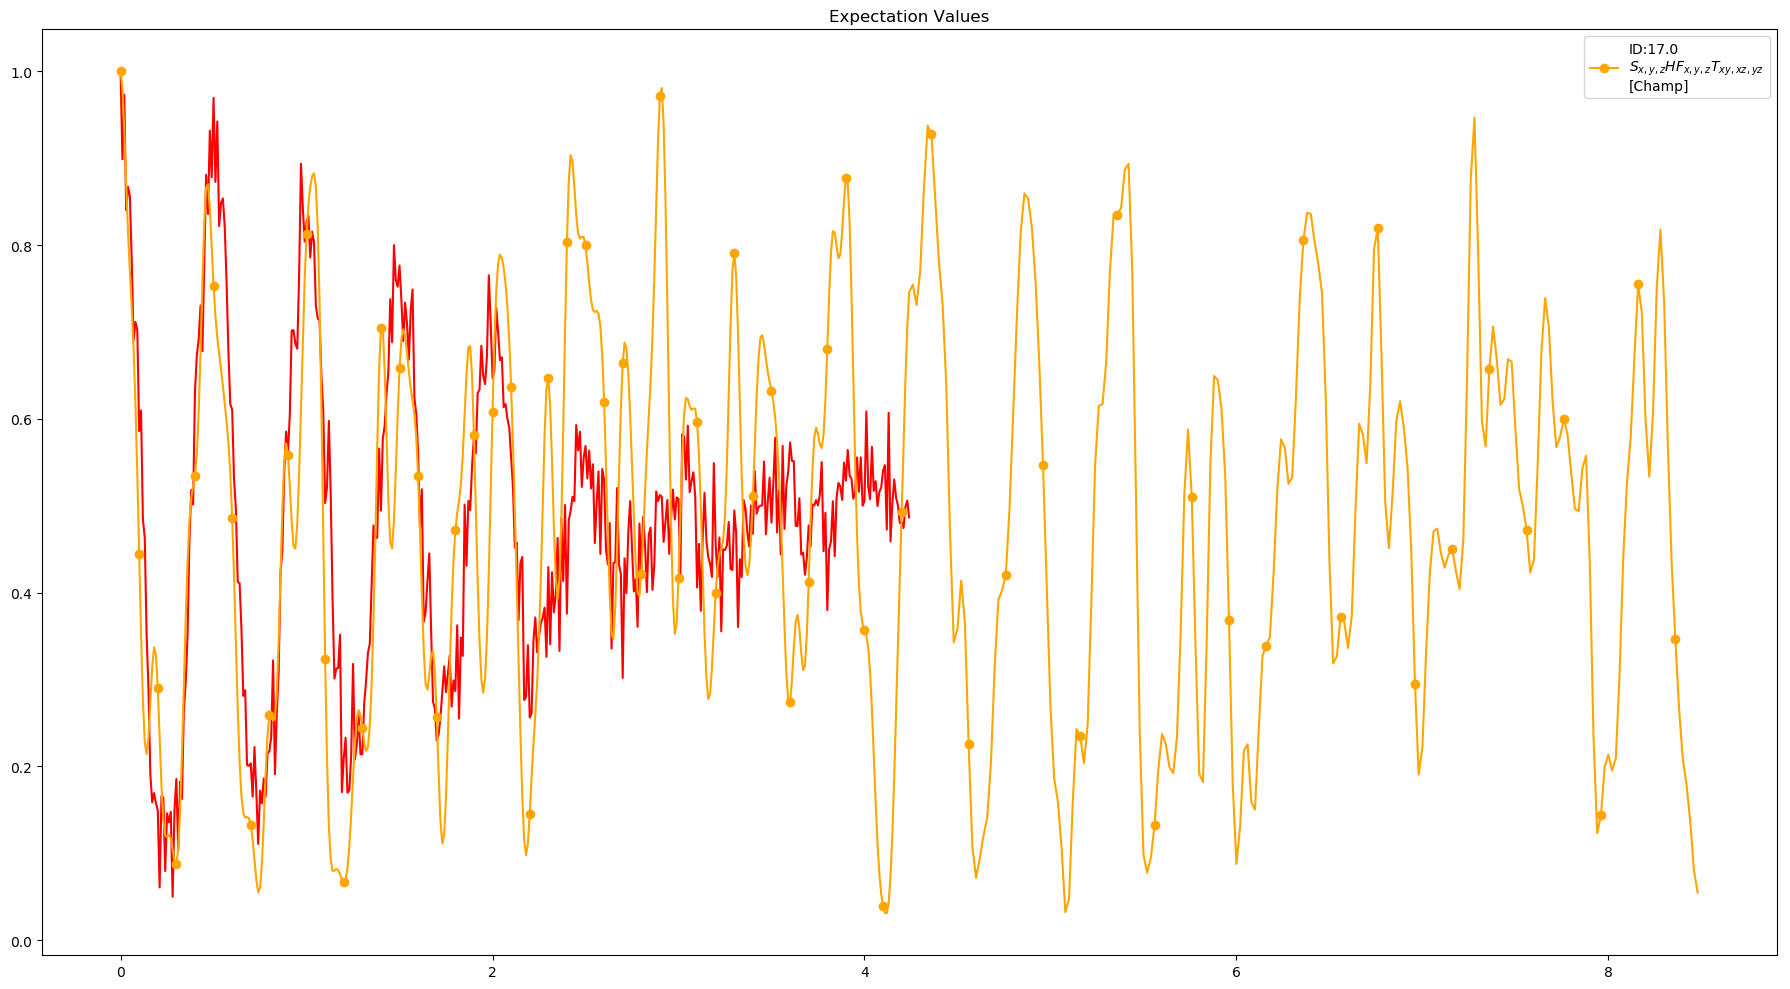 Expectation Values
ID:17.0
$S_{x,y,z}HF_{x,y,z}T_{xy,xz,yz}$
[Champ]
1.0
0.8
0.6
0.4
0.2
0.0
0 2 4 6 8